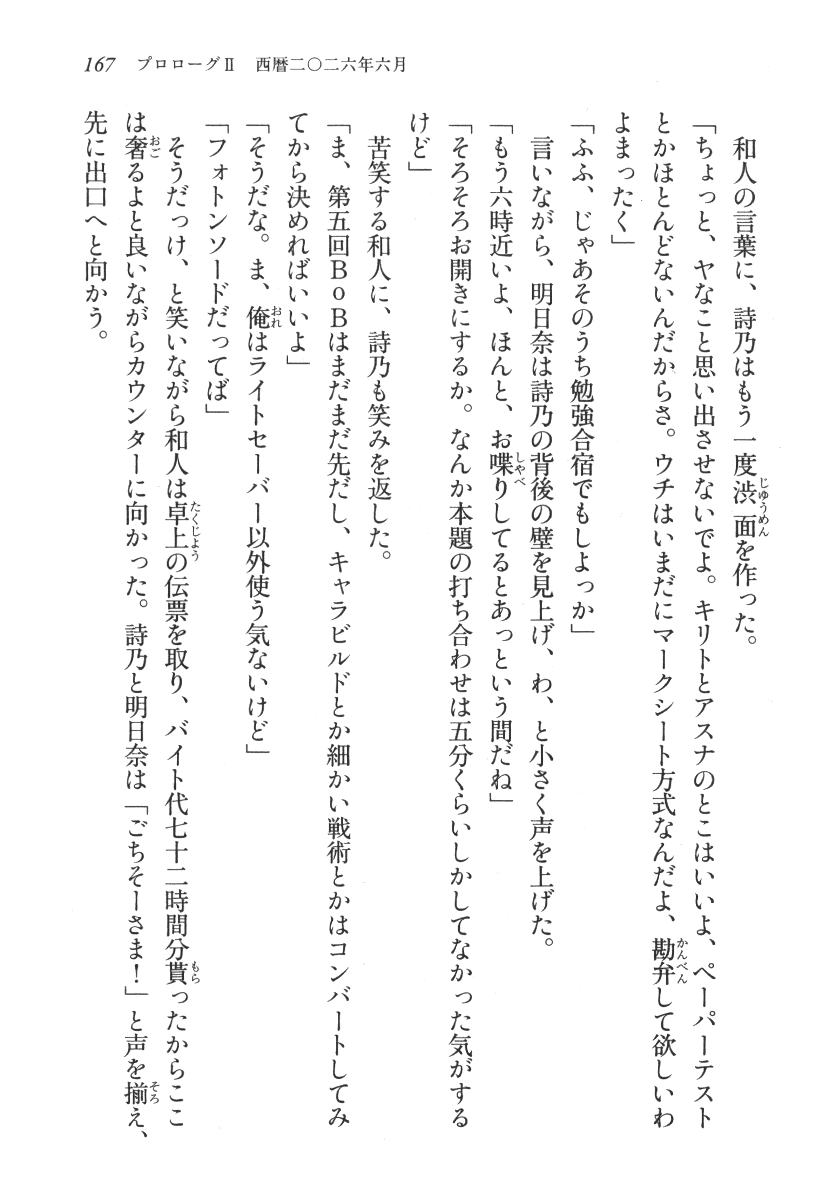 167　プロローグⅡ　西暦二〇二六年六月
　和人の言葉に、詩乃はもう一度渋面を作った。
「ちょっと、ヤなこと思い出させないでよ。キリトとアスナのとこはいいよ、ペーパーテスト
とかほとんどないんだからさ。ウチはいまだにマークシート方式なんだよ、勘弁して欲しいわ
よまったく」
「ふふ、じゃあそのうち勉強合宿でもしよっか」
　言いながら、明日奈は詩乃の背後の壁を見上げ、わ、と小さく声を上げた。
「もう六時近いよ、ほんと、お喋りしてるとあっという間だね」
「そろそろお開きにするか。なんか本題の打ち合わせは五分くらいしかしてなかった気がする
けど」
　苦笑する和人に、詩乃も笑みを返した。
「ま、第五回BoBはまだまだ先だし、キャラビルドとか細かい戦術とかはコンバートしてみ
てから決めればいいよ」
「そうだな。ま、俺はライトセーバー以外使う気ないけど」
「フォトンソードだってば」
　そうだっけ、と笑いながら和人は卓上の伝票を取り、バイト代七十二時間分貰ったからここ
は奢るよと良いながらカウンターに向かった。詩乃と明日奈は「ごちそーさま！」と声を揃え、
先に出口へと向かう。